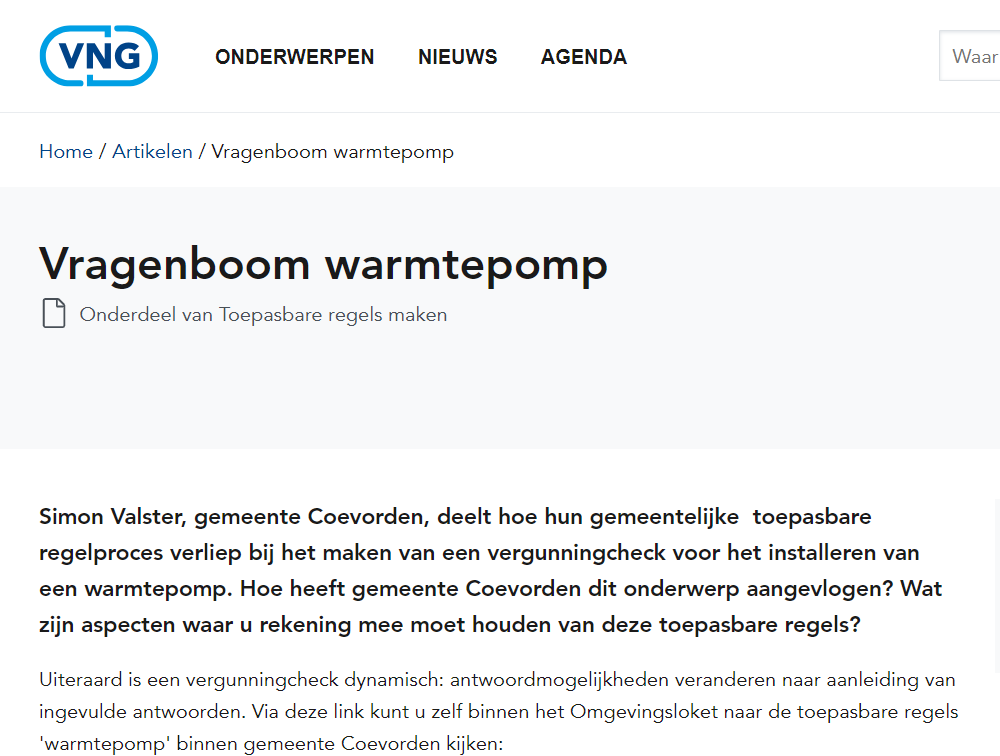 VNG
ONDERWERPEN NIEUWS AGENDA
Waar
Home / Artikelen / Vragenboom warmtepomp
Vragenboom warmtepomp
Onderdeel van Toepasbare regels maken
Simon Valster, gemeente Coevorden, deelt hoe hun gemeentelijke  toepasbare
regelproces verliep bij het maken van een vergunningcheck voor het installeren van
een warmtepomp. Hoe heeft gemeente Coevorden dit onderwerp aangevlogen? Wat
zijn aspecten waar u rekening mee moet houden van deze toepasbare regels?
Uiteraard is een vergunningcheck dynamisch: antwoordmogelijkheden veranderen naar aanleiding van
ingevulde antwoorden. Via deze link kunt u zelf binnen het Omgevingsloket naar de toepasbare regels
'warmtepomp' binnen gemeente Coevorden kijken: